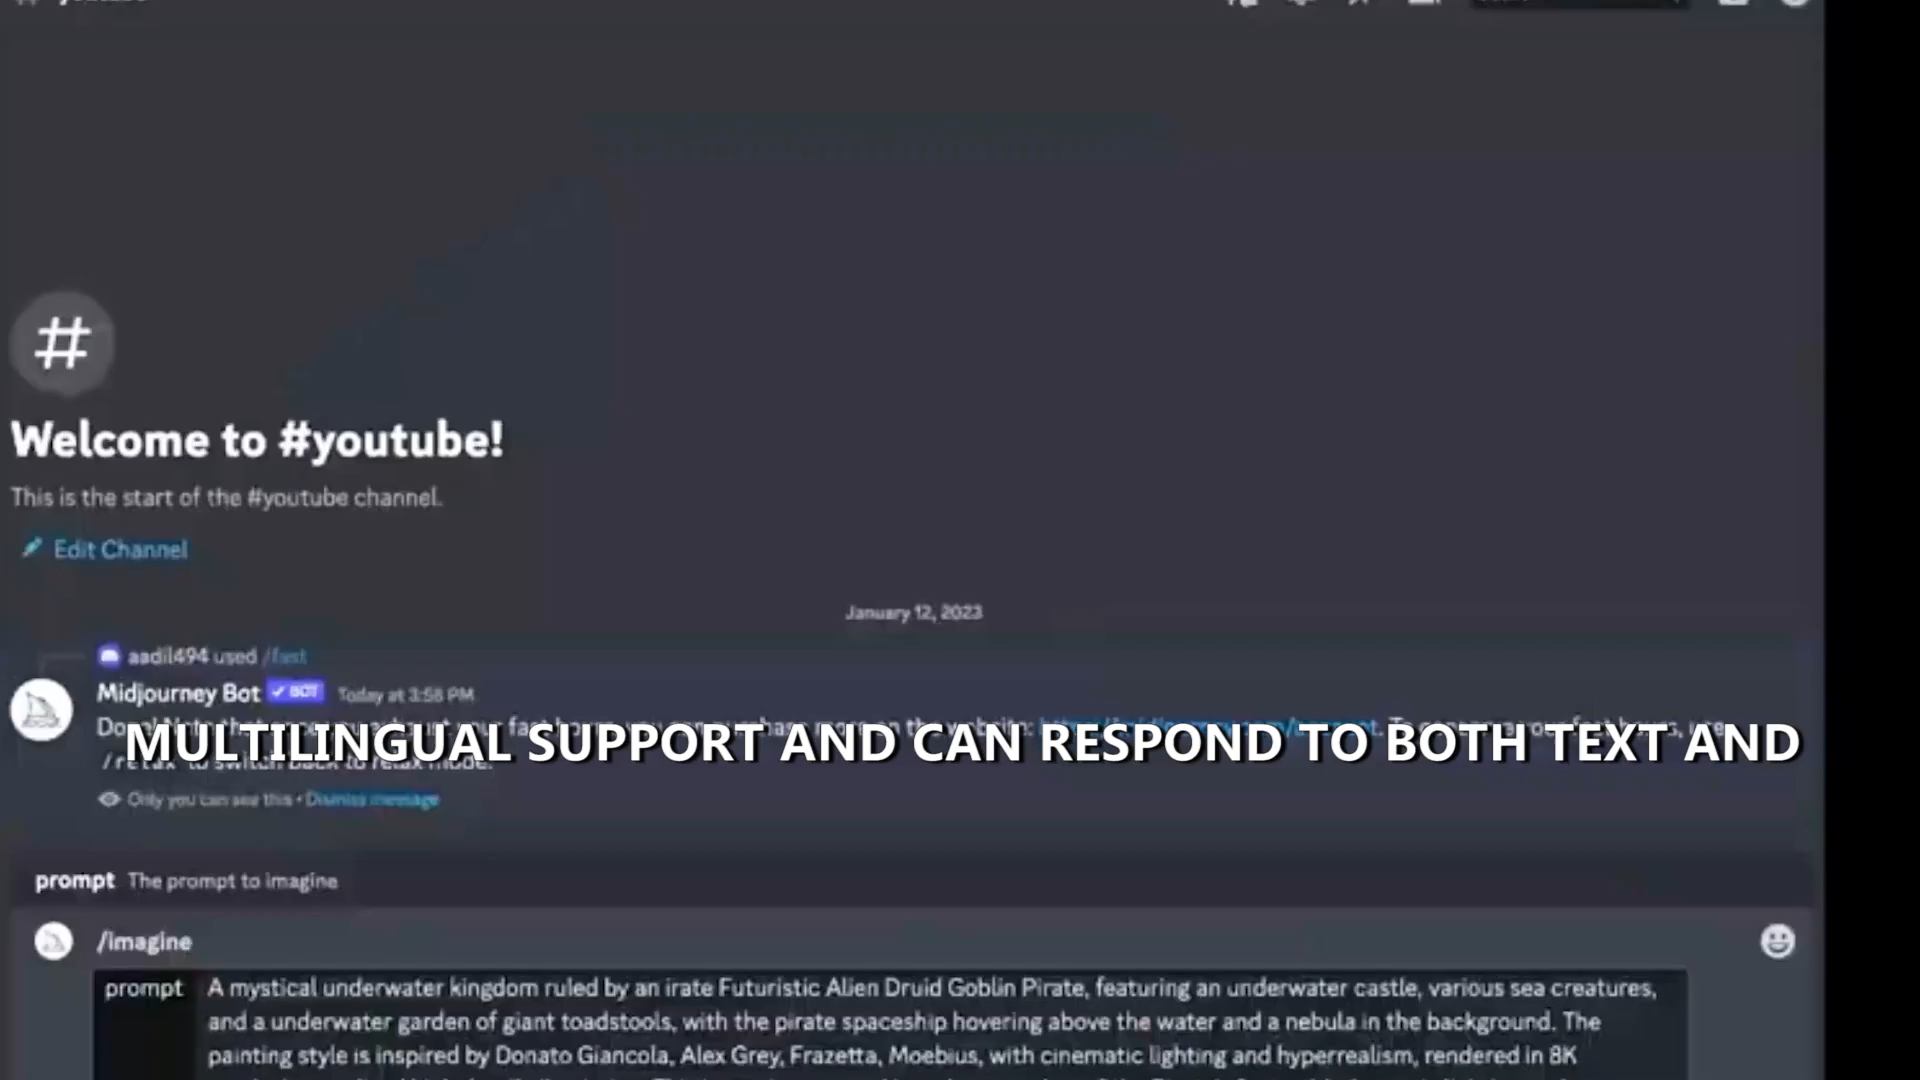 #
Welcome to #youtube!
This is the start of the #youtube channel.
Edit Channel
January 12, 2023
aadil494 used /fast
Midjourney Bot ✓ BOT Today at 3:58 PM
MULTILINGUAL SUPPORT AND CAN RESPOND TO BOTH TEXT AND
Only you can see this • Dismiss message
prompt The prompt to imagine
/imagine
prompt A mystical underwater kingdom ruled by an irate Futuristic Alien Druid Goblin Pirate, featuring an underwater castle, various sea creatures,
and a underwater garden of giant toadstools, with the pirate spaceship hovering above the water and a nebula in the background. The
painting style is inspired by Donato Giancola, Alex Grey, Frazetta, Moebius, with cinematic lighting and hyperrealism, rendered in 8K